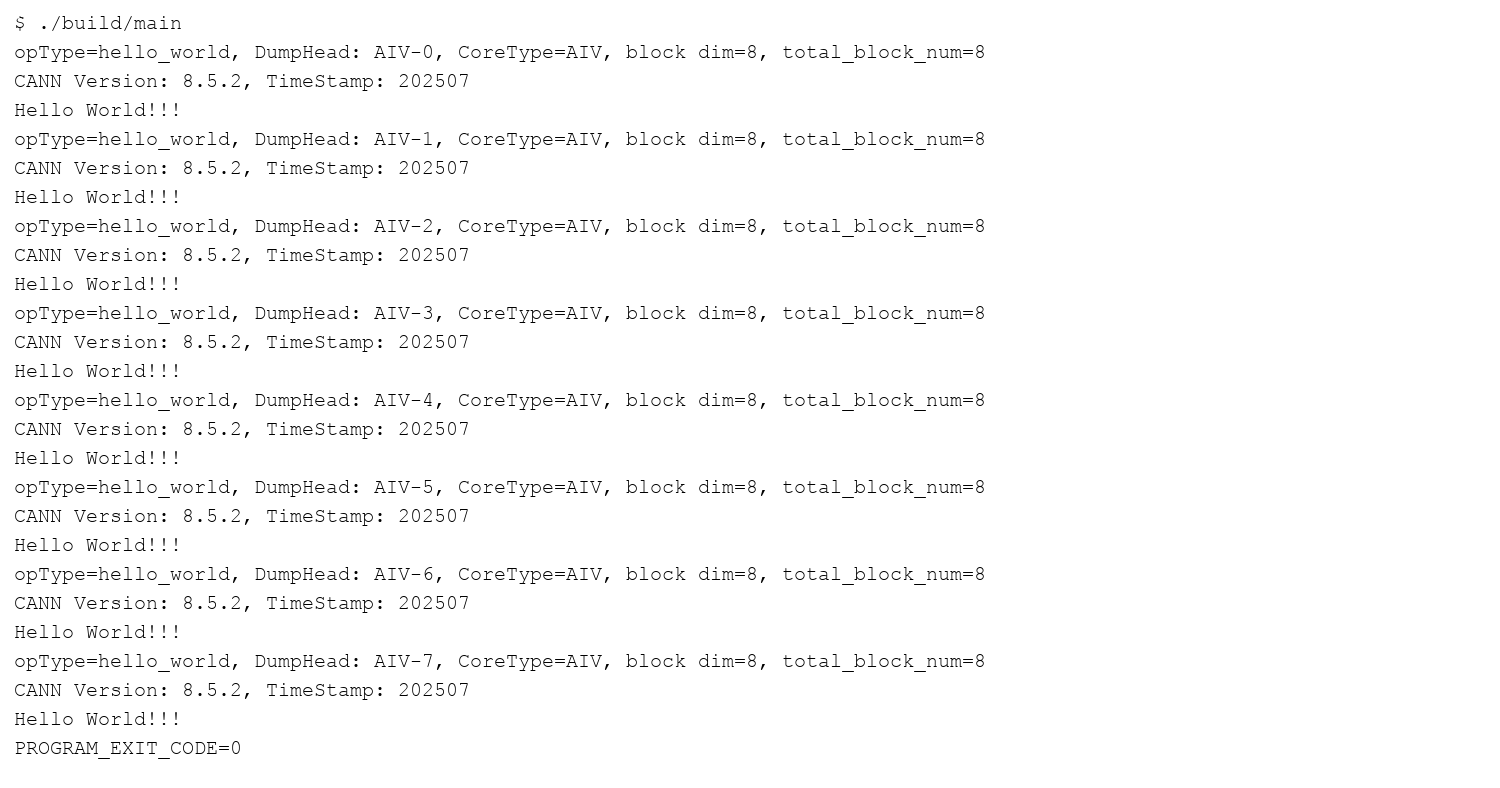 $ ./build/main
opType=hello_world, DumpHead: AIV-0, CoreType=AIV, block dim=8, total_block_num=8
CANN Version: 8.5.2, TimeStamp: 202507
Hello World!!!
opType=hello_world, DumpHead: AIV-1, CoreType=AIV, block dim=8, total_block_num=8
CANN Version: 8.5.2, TimeStamp: 202507
Hello World!!!
opType=hello_world, DumpHead: AIV-2, CoreType=AIV, block dim=8, total_block_num=8
CANN Version: 8.5.2, TimeStamp: 202507
Hello World!!!
opType=hello_world, DumpHead: AIV-3, CoreType=AIV, block dim=8, total_block_num=8
CANN Version: 8.5.2, TimeStamp: 202507
Hello World!!!
opType=hello_world, DumpHead: AIV-4, CoreType=AIV, block dim=8, total_block_num=8
CANN Version: 8.5.2, TimeStamp: 202507
Hello World!!!
opType=hello_world, DumpHead: AIV-5, CoreType=AIV, block dim=8, total_block_num=8
CANN Version: 8.5.2, TimeStamp: 202507
Hello World!!!
opType=hello_world, DumpHead: AIV-6, CoreType=AIV, block dim=8, total_block_num=8
CANN Version: 8.5.2, TimeStamp: 202507
Hello World!!!
opType=hello_world, DumpHead: AIV-7, CoreType=AIV, block dim=8, total_block_num=8
CANN Version: 8.5.2, TimeStamp: 202507
Hello World!!!
PROGRAM_EXIT_CODE=0